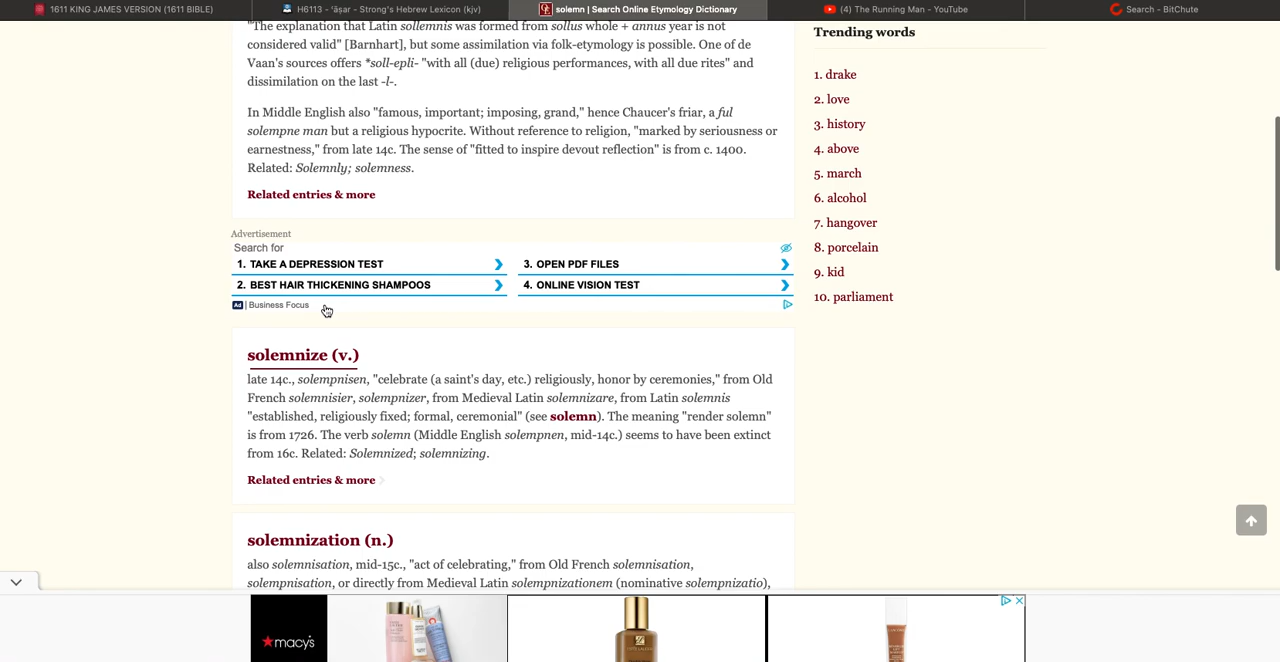 1611 KING JAMES VERSION (1611 BIBLE)
H6113 - 'āṣar - Strong's Hebrew Lexicon (kjv)
solemn | Search Online Etymology Dictionary
(4) The Running Man - YouTube
Search - BitChute
"The explanation that Latin sollemnis was formed from sollus whole + annus year is not
considered valid" [Barnhart], but some assimilation via folk-etymology is possible. One of de
Vaan's sources offers *soll-epli- "with all (due) religious performances, with all due rites" and
dissimilation on the last -l-.
In Middle English also "famous, important; imposing, grand," hence Chaucer's friar, a ful
solempne man but a religious hypocrite. Without reference to religion, "marked by seriousness or
earnestness," from late 14c. The sense of "fitted to inspire devout reflection" is from c. 1400.
Related: Solemnly; solemness.
Related entries & more
Advertisement
Search for
1. TAKE A DEPRESSION TEST
2. BEST HAIR THICKENING SHAMPOOS
3. OPEN PDF FILES
4. ONLINE VISION TEST
Ad | Business Focus
solemnize (v.)
late 14c., solempnisen, "celebrate (a saint's day, etc.) religiously, honor by ceremonies," from Old
French solemnisier, solempnizer, from Medieval Latin solemnizare, from Latin solemnis
"established, religiously fixed; formal, ceremonial" (see solemn). The meaning "render solemn"
is from 1726. The verb solemn (Middle English solempnen, mid-14c.) seems to have been extinct
from 16c. Related: Solemnized; solemnizing.
Related entries & more
solemnization (n.)
also solemnisation, mid-15c., "act of celebrating," from Old French solemnisation,
solempnisation, or directly from Medieval Latin solempnizationem (nominative solempnizatio),
Trending words
1. drake
2. love
3. history
4. above
5. march
6. alcohol
7. hangover
8. porcelain
9. kid
10. parliament
macy's